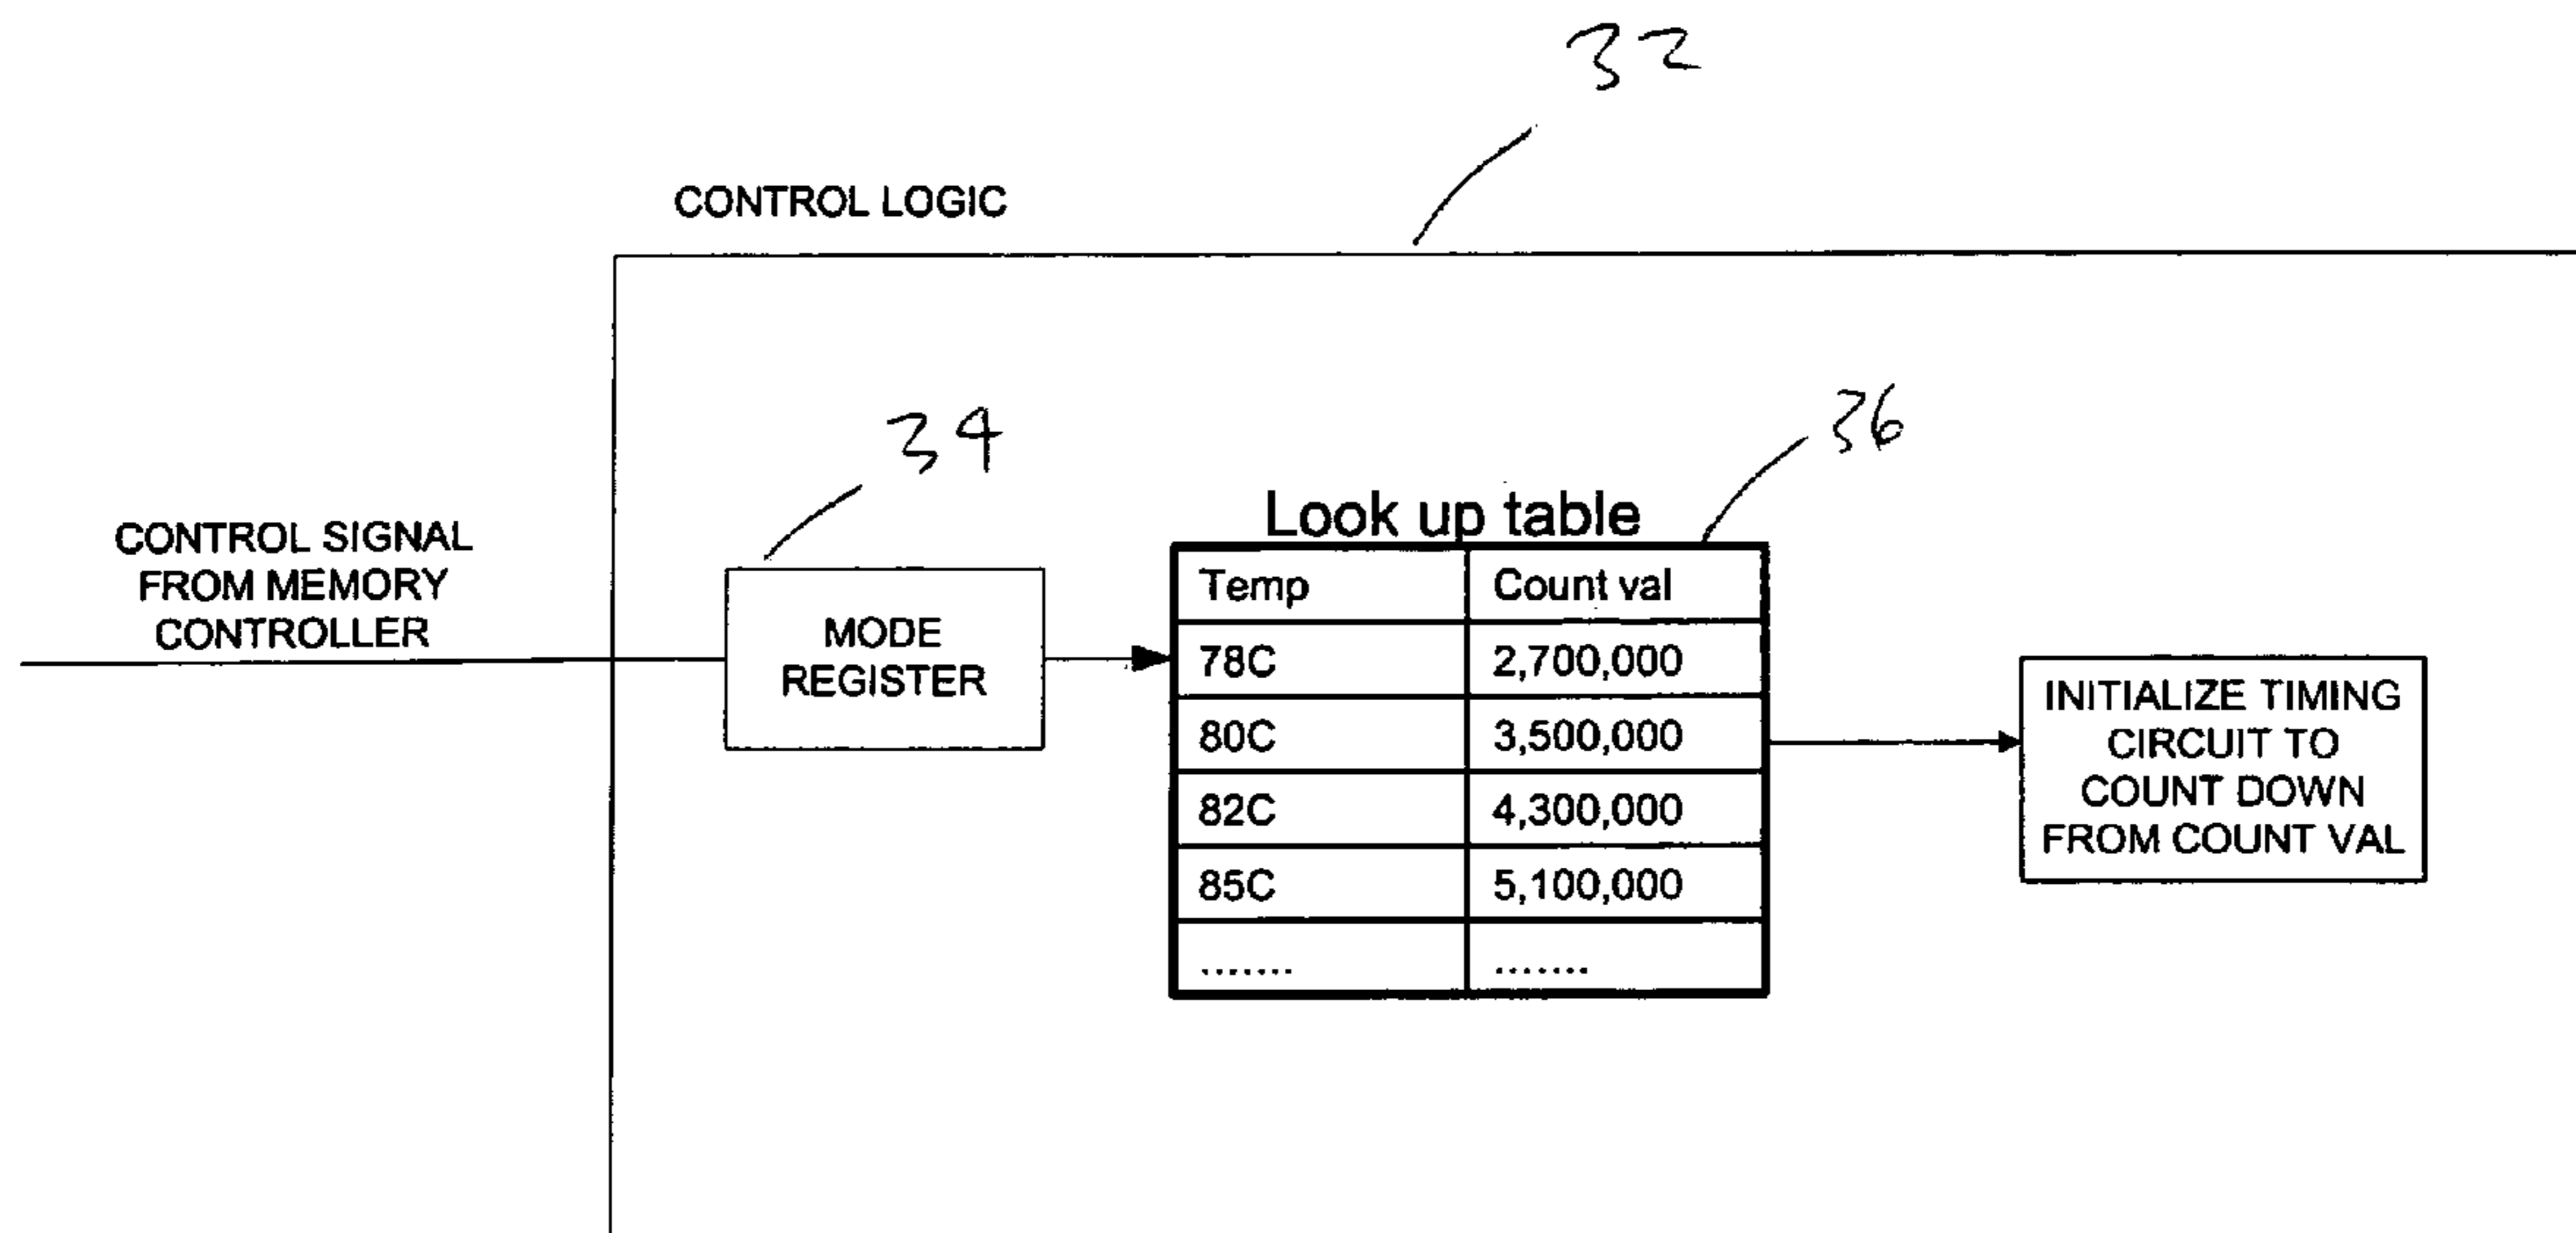 32
CONTROL LOGIC
34
36
Look up table
CONTROL SIGNAL
FROM MEMORY
CONTROLLER
MODE
REGISTER
Temp Count val
78C 2,700,000
80C 3,500,000
82C 4,300,000
85C 5,100,000
....... .......
INITIALIZE TIMING
CIRCUIT TO
COUNT DOWN
FROM COUNT VAL